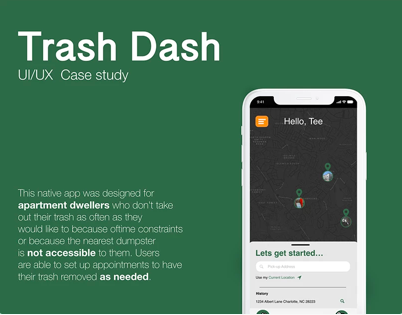 Trash Dash
UI/UX Case study
This native app was designed for
apartment dwellers who don't take
out their trash as often as they
would like to because oftime constraints
or because the nearest dumpster
is not accessible to them. Users
are able to set up appointments to have
their trash removed as needed.
9:41
Hello, Tee
Lets get started...
Pick up Address
Use my Current Location
History
1234 Albert Lane Charlotte, NC 28223